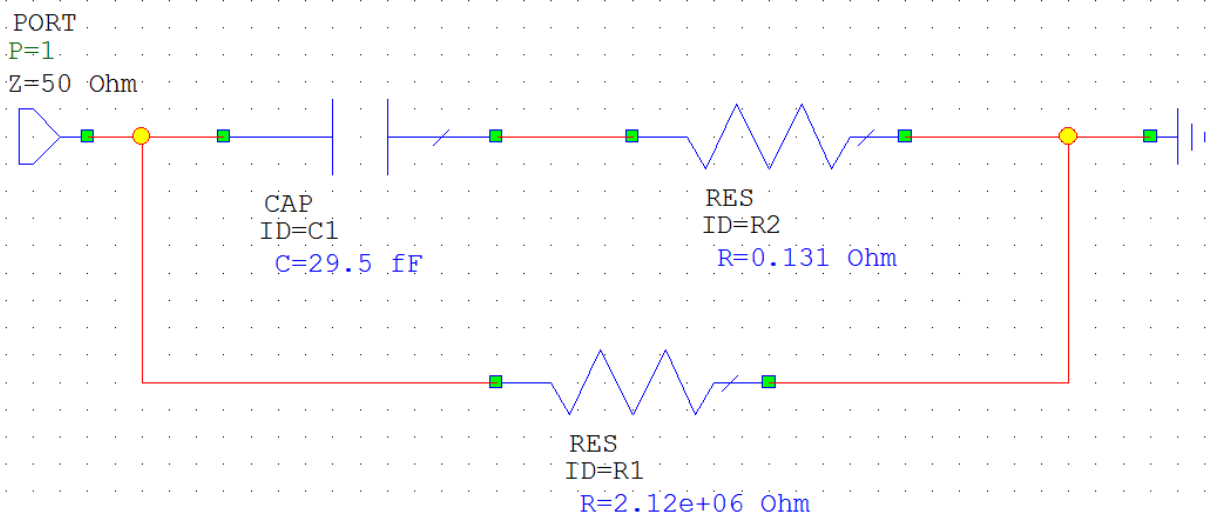 PORT
P=1
Z=50 Ohm
CAP
ID=C1
C=29.5 fF
RES
ID=R2
R=0.131 Ohm
RES
ID=R1
R=2.12e+06 Ohm